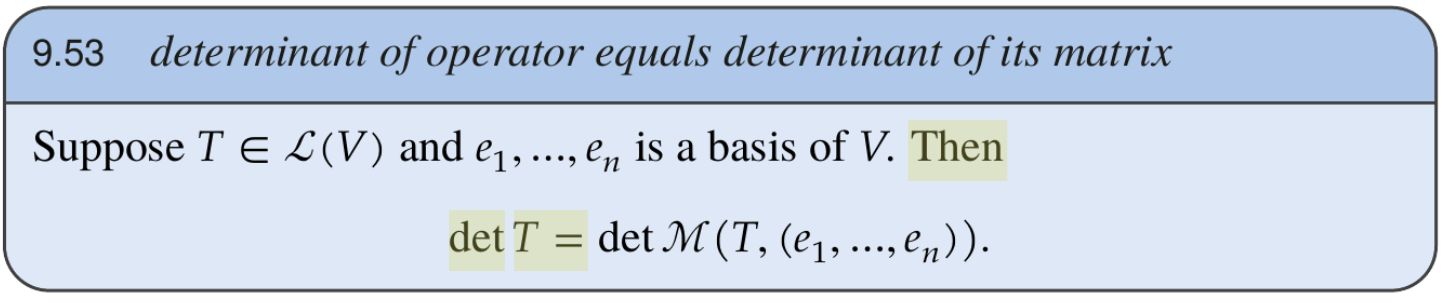 9.53 determinant of operator equals determinant of its matrix
Suppose T ∈ ℒ(V) and e₁, ..., eₙ is a basis of V. Then
det T = det ℳ(T, (e₁, ..., eₙ)).